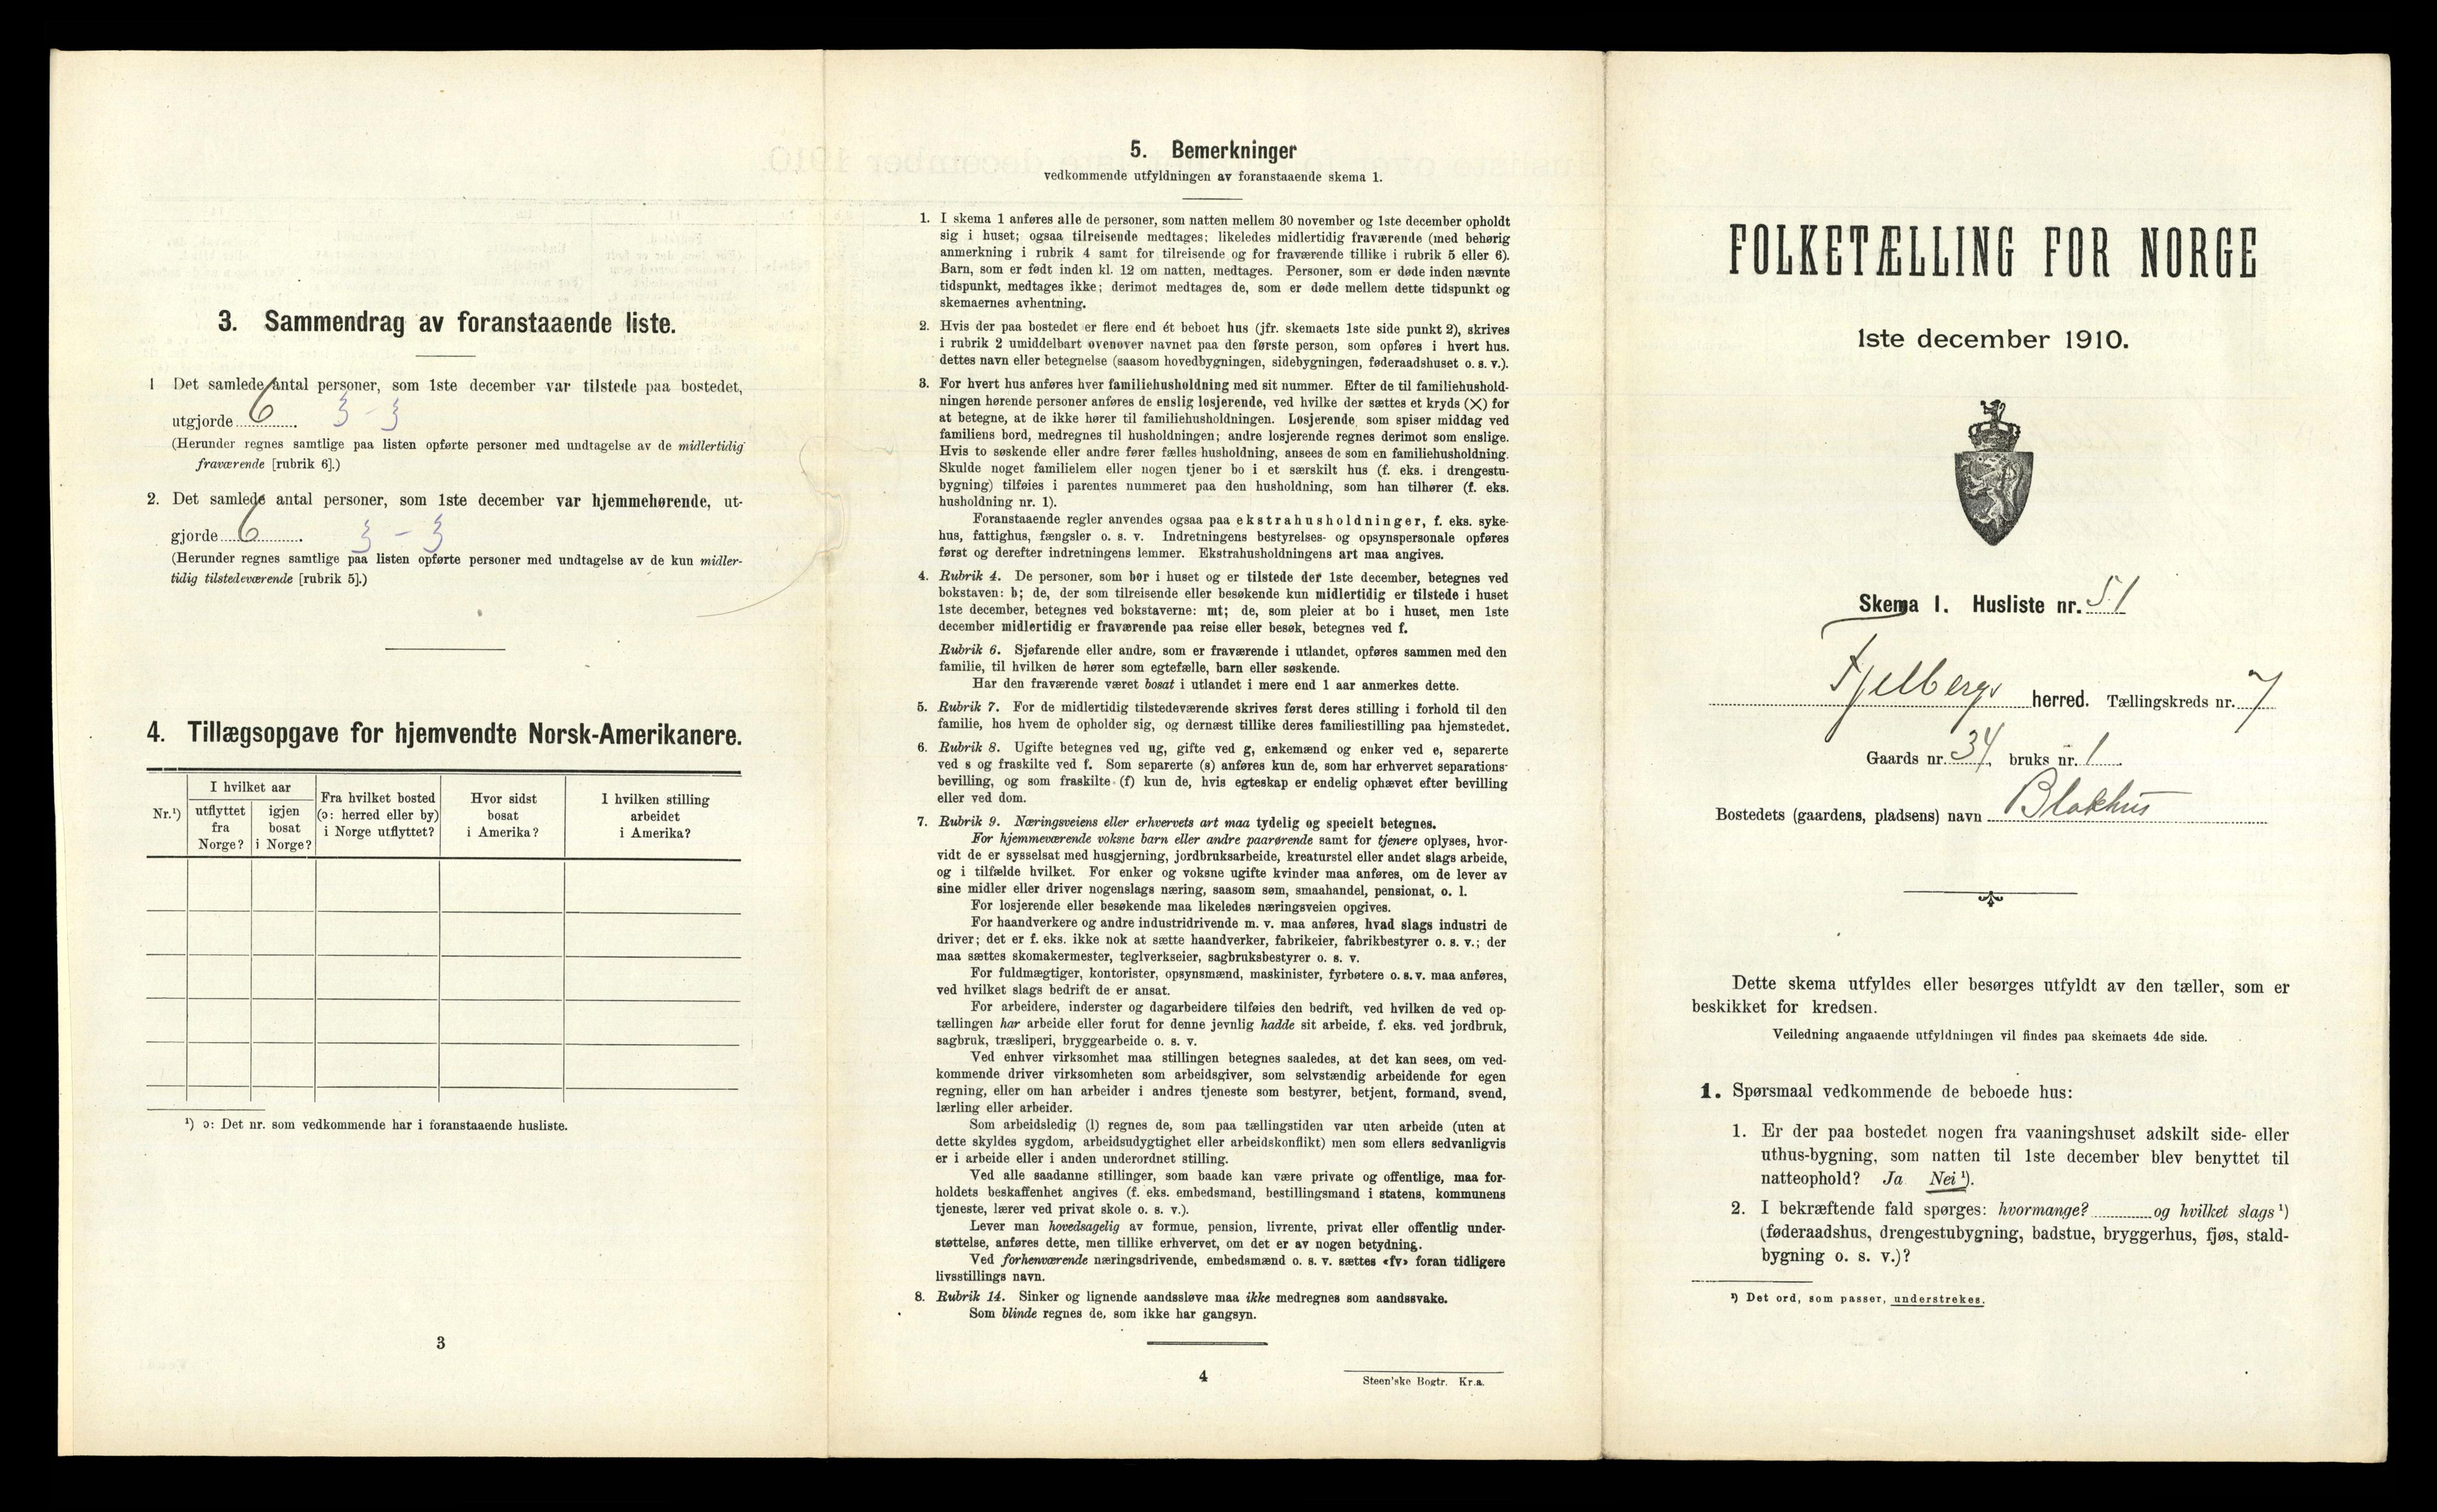 3. Sammendrag av foranstaaende liste.
1 Det samlede antal personer, som 1ste december var tilstede paa bostedet,
utgjorde 6. 3 - 3
(Herunder regnes samtlige paa listen opførte personer med undtagelse av de midlertidig
fraværende [rubrik 6].)
2. Det samlede antal personer, som 1ste december var hjemmehørende, ut-
gjorde 6. 3 - 3
(Herunder regnes samtlige paa listen opførte personer med undtagelse av de kun midler-
tidig tilstedeværende [rubrik 5].)
4. Tillægsopgave for hjemvendte Norsk-Amerikanere.
Nr.¹)
I hvilket aar
utflyttet
fra
Norge?
igjen
bosat
i Norge?
Fra hvilket bosted
(ɔ: herred eller by)
i Norge utflyttet?
Hvor sidst
bosat
i Amerika?
I hvilken stilling
arbeidet
i Amerika?
¹) ɔ: Det nr. som vedkommende har i foranstaaende husliste.
3
5. Bemerkninger
vedkommende utfyldningen av foranstaaende skema 1.
1. I skema 1 anføres alle de personer, som natten mellem 30 november og 1ste december opholdt
sig i huset; ogsaa tilreisende medtages; likeledes midlertidig fraværende (med behørig
anmerkning i rubrik 4 samt for tilreisende og for fraværende tillike i rubrik 5 eller 6).
Barn, som er født inden kl. 12 om natten, medtages. Personer, som er døde inden nævnte
tidspunkt, medtages ikke; derimot medtages de, som er døde mellem dette tidspunkt og
skemaernes avhentning.
2. Hvis der paa bostedet er flere end ét beboet hus (jfr. skemaets 1ste side punkt 2), skrives
i rubrik 2 umiddelbart ovenover navnet paa den første person, som opføres i hvert hus.
dettes navn eller betegnelse (saasom hovedbygningen, sidebygningen, føderaadshuset o. s. v.).
3. For hvert hus anføres hver familiehusholdning med sit nummer. Efter de til familiehushold-
ningen hørende personer anføres de enslig losjerende, ved hvilke der sættes et kryds (×) for
at betegne, at de ikke hører til familiehusholdningen. Losjerende, som spiser middag ved
familiens bord, medregnes til husholdningen; andre losjerende regnes derimot som enslige.
Hvis to søskende eller andre fører fælles husholdning, ansees de som en familiehusholdning.
Skulde noget familielem eller nogen tjener bo i et særskilt hus (f. eks. i drengestu-
bygning) tilføies i parentes nummeret paa den husholdning, som han tilhører (f. eks.
husholdning nr. 1).
Foranstaaende regler anvendes ogsaa paa ekstrahusholdninger, f. eks. syke-
hus, fattighus, fængsler o. s. v. Indretningens bestyrelses- og opsynspersonale opføres
først og derefter indretningens lemmer. Ekstrahusholdningens art maa angives.
4. Rubrik 4. De personer, som bor i huset og er tilstede der 1ste december, betegnes ved
bokstaven: b; de, der som tilreisende eller besøkende kun midlertidig er tilstede i huset
1ste december, betegnes ved bokstaverne: mt; de, som pleier at bo i huset, men 1ste
december midlertidig er fraværende paa reise eller besøk, betegnes ved f.
Rubrik 6. Sjøfarende eller andre, som er fraværende i utlandet, opføres sammen med den
familie, til hvilken de hører som egtefælle, barn eller søskende.
Har den fraværende været bosat i utlandet i mere end 1 aar anmerkes dette.
5. Rubrik 7. For de midlertidig tilstedeværende skrives først deres stilling i forhold til den
familie, hos hvem de opholder sig, og dernæst tillike deres familiestilling paa hjemstedet.
6. Rubrik 8. Ugifte betegnes ved ug, gifte ved g, enkemænd og enker ved e, separerte
ved s og fraskilte ved f. Som separerte (s) anføres kun de, som har erhvervet separations-
bevilling, og som fraskilte (f) kun de, hvis egteskap er endelig ophævet efter bevilling
eller ved dom.
7. Rubrik 9. Næringsveiens eller erhvervets art maa tydelig og specielt betegnes.
For hjemmeværende voksne barn eller andre paarørende samt for tjenere oplyses, hvor-
vidt de er sysselsat med husgjerning, jordbruksarbeide, kreaturstel eller andet slags arbeide,
og i tilfælde hvilket. For enker og voksne ugifte kvinder maa anføres, om de lever av
sine midler eller driver nogenslags næring, saasom søm, smaahandel, pensionat, o. l.
For losjerende eller besøkende maa likeledes næringsveien opgives.
For haandverkere og andre industridrivende m. v. maa anføres, hvad slags industri de
driver; det er f. eks. ikke nok at sætte haandverker, fabrikeier, fabrikbestyrer o. s. v.; der
maa sættes skomakermester, teglverkseier, sagbruksbestyrer o. s. v.
For fuldmægtiger, kontorister, opsynsmænd, maskinister, fyrbøtere o. s. v. maa anføres,
ved hvilket slags bedrift de er ansat.
For arbeidere, inderster og dagarbeidere tilføies den bedrift, ved hvilken de ved op-
tællingen har arbeide eller forut for denne jevnlig hadde sit arbeide, f. eks. ved jordbruk,
sagbruk, træsliperi, bryggearbeide o. s. v.
Ved enhver virksomhet maa stillingen betegnes saaledes, at det kan sees, om ved-
kommende driver virksomheten som arbeidsgiver, som selvstændig arbeidende for egen
regning, eller om han arbeider i andres tjeneste som bestyrer, betjent, formand, svend,
lærling eller arbeider.
Som arbeidsledig (l) regnes de, som paa tællingstiden var uten arbeide (uten at
dette skyldes sygdom, arbeidsudygtighet eller arbeidskonflikt) men som ellers sedvanligvis
er i arbeide eller i anden underordnet stilling.
Ved alle saadanne stillinger, som baade kan være private og offentlige, maa for-
holdets beskaffenhet angives (f. eks. embedsmand, bestillingsmand i statens, kommunens
tjeneste, lærer ved privat skole o. s. v.).
Lever man hovedsagelig av formue, pension, livrente, privat eller offentlig under-
støttelse, anføres dette, men tillike erhvervet, om det er av nogen betydning.
Ved forhenværende næringsdrivende, embedsmænd o. s. v. sættes «fv» foran tidligere
livsstillings navn.
8. Rubrik 14. Sinker og lignende aandssløve maa ikke medregnes som aandssvake.
Som blinde regnes de, som ikke har gangsyn.
4
Steen'ske Bogtr. Kr.a.
FOLKETÆLLING FOR NORGE
1ste december 1910.
Skema 1. Husliste nr. 51
Fjelbergs herred. Tællingskreds nr. 7
Gaards nr. 34, bruks nr. 1
Bostedets (gaardens, pladsens) navn Blakhus
Dette skema utfyldes eller besørges utfyldt av den tæller, som er
beskikket for kredsen.
Veiledning angaaende utfyldningen vil findes paa skemaets 4de side.
1. Spørsmaal vedkommende de beboede hus:
1. Er der paa bostedet nogen fra vaaningshuset adskilt side- eller
uthus-bygning, som natten til 1ste december blev benyttet til
natteophold? Ja Nei ¹).
2. I bekræftende fald spørges: hvormange? og hvilket slags ¹)
(føderaadshus, drengestubygning, badstue, bryggerhus, fjøs, stald-
bygning o. s. v.)?
¹) Det ord, som passer, understrekes.